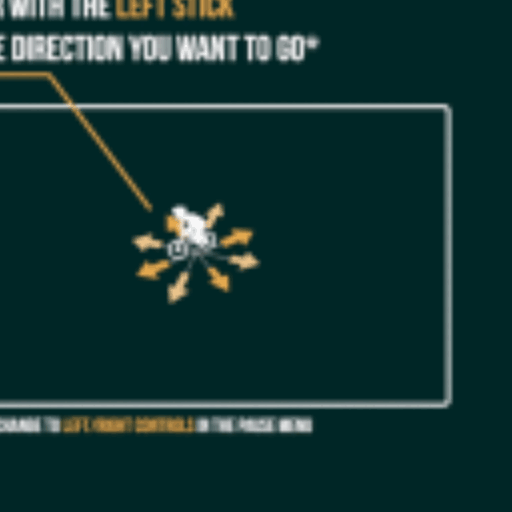 WITH THE LEFT STICK
DIRECTION YOU WANT TO GO*
CHANGE TO LEFT/RIGHT CONTROLS IN THE PAUSE MENU